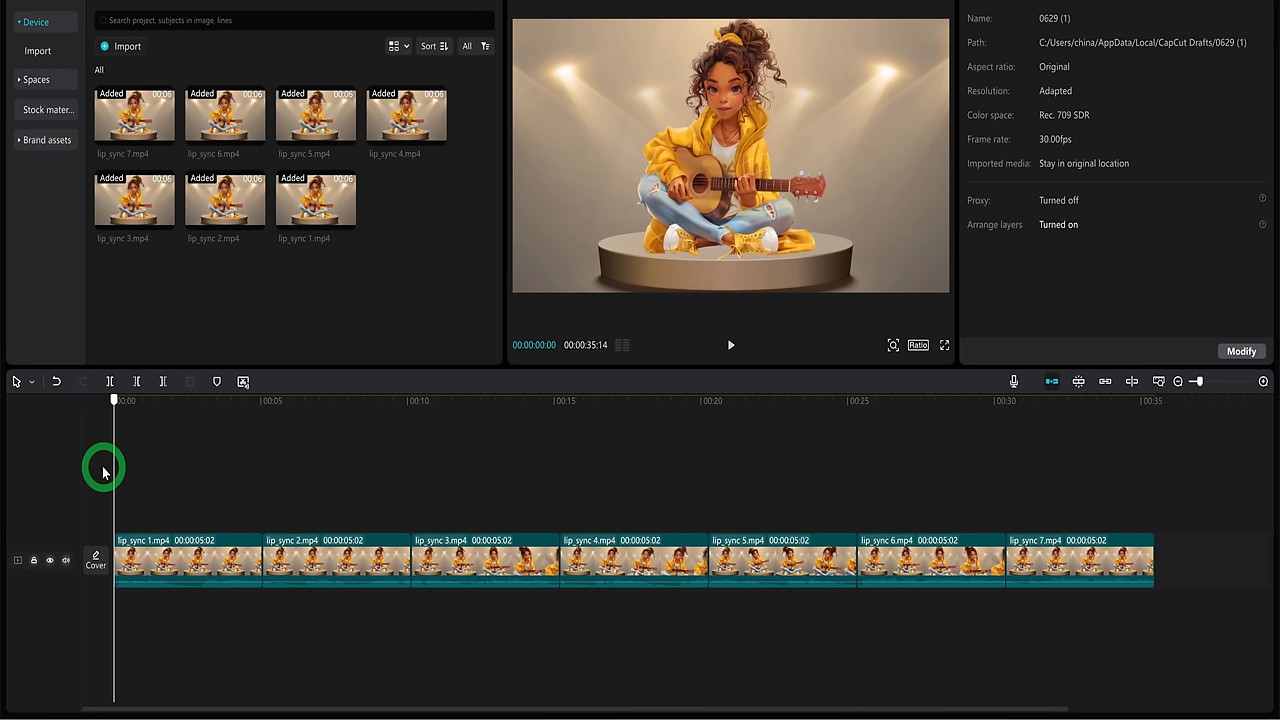 Device
Import
Spaces
Stock mater...
Brand assets
Search project, subjects in image, lines
Import
Sort
All
All
Added 00:06
Added 00:06
Added 00:06
Added 00:06
lip_sync 7.mp4
lip_sync 6.mp4
lip_sync 5.mp4
lip_sync 4.mp4
Added 00:06
Added 00:06
Added 00:06
lip_sync 3.mp4
lip_sync 2.mp4
lip_sync 1.mp4
00:00:00:00
00:00:35:14
Ratio
Name: 0629 (1)
Path: C:/Users/china/AppData/Local/CapCut Drafts/0629 (1)
Aspect ratio: Original
Resolution: Adapted
Color space: Rec. 709 SDR
Frame rate: 30.00fps
Imported media: Stay in original location
Proxy: Turned off
Arrange layers Turned on
Modify
00:00
00:05
00:10
00:15
00:20
00:25
00:30
00:35
Cover
lip_sync 1.mp4 00:00:05:02
lip_sync 2.mp4 00:00:05:02
lip_sync 3.mp4 00:00:05:02
lip_sync 4.mp4 00:00:05:02
lip_sync 5.mp4 00:00:05:02
lip_sync 6.mp4 00:00:05:02
lip_sync 7.mp4 00:00:05:02